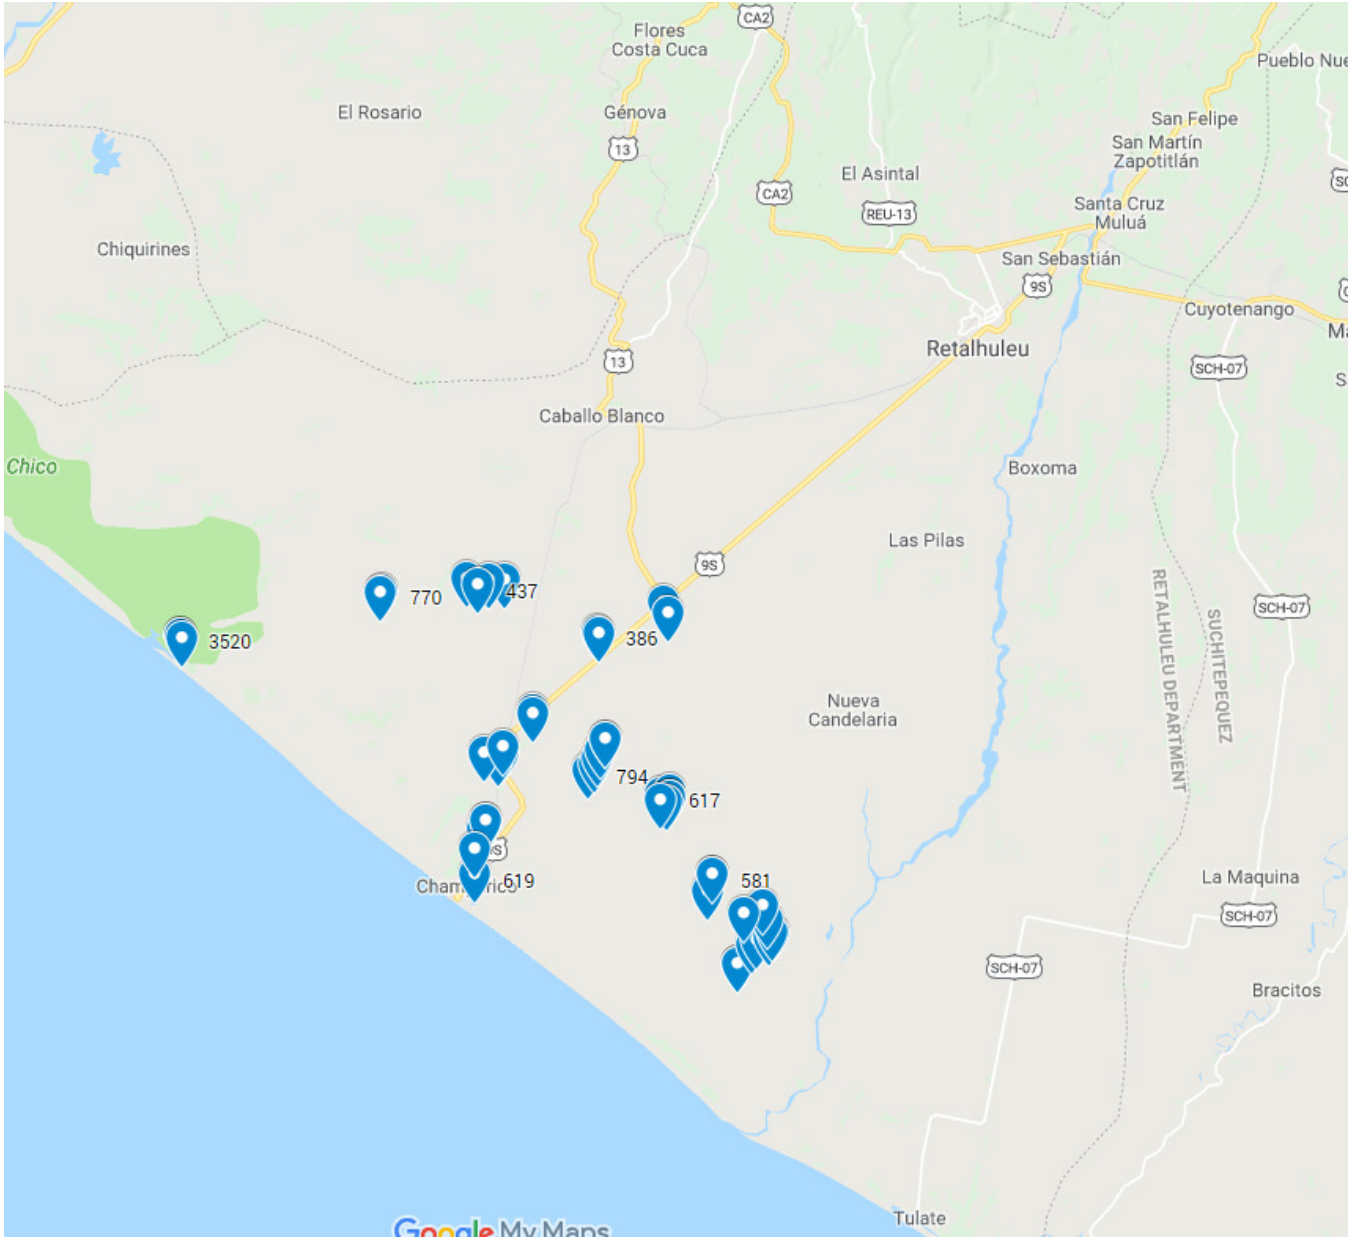 CA2
Flores
Costa Cuca
Pueblo Nue
El Rosario
Génova
San Felipe
13
San Martín
Zapotitlán
El Asintal
CA2
REU-13
Santa Cruz
Muluá
Chiquirines
San Sebastián
9S
Cuyotenango
Retalhuleu
13
SCH-07
Caballo Blanco
Chico
Boxoma
Las Pilas
9S
770
437
SCH-07
3520
386
RETALHULEU DEPARTMENT
SUCHITEPEQUEZ
Nueva
Candelaria
794
617
619
581
La Maquina
SCH-07
SCH-07
Bracitos
Tulate
Google My Maps